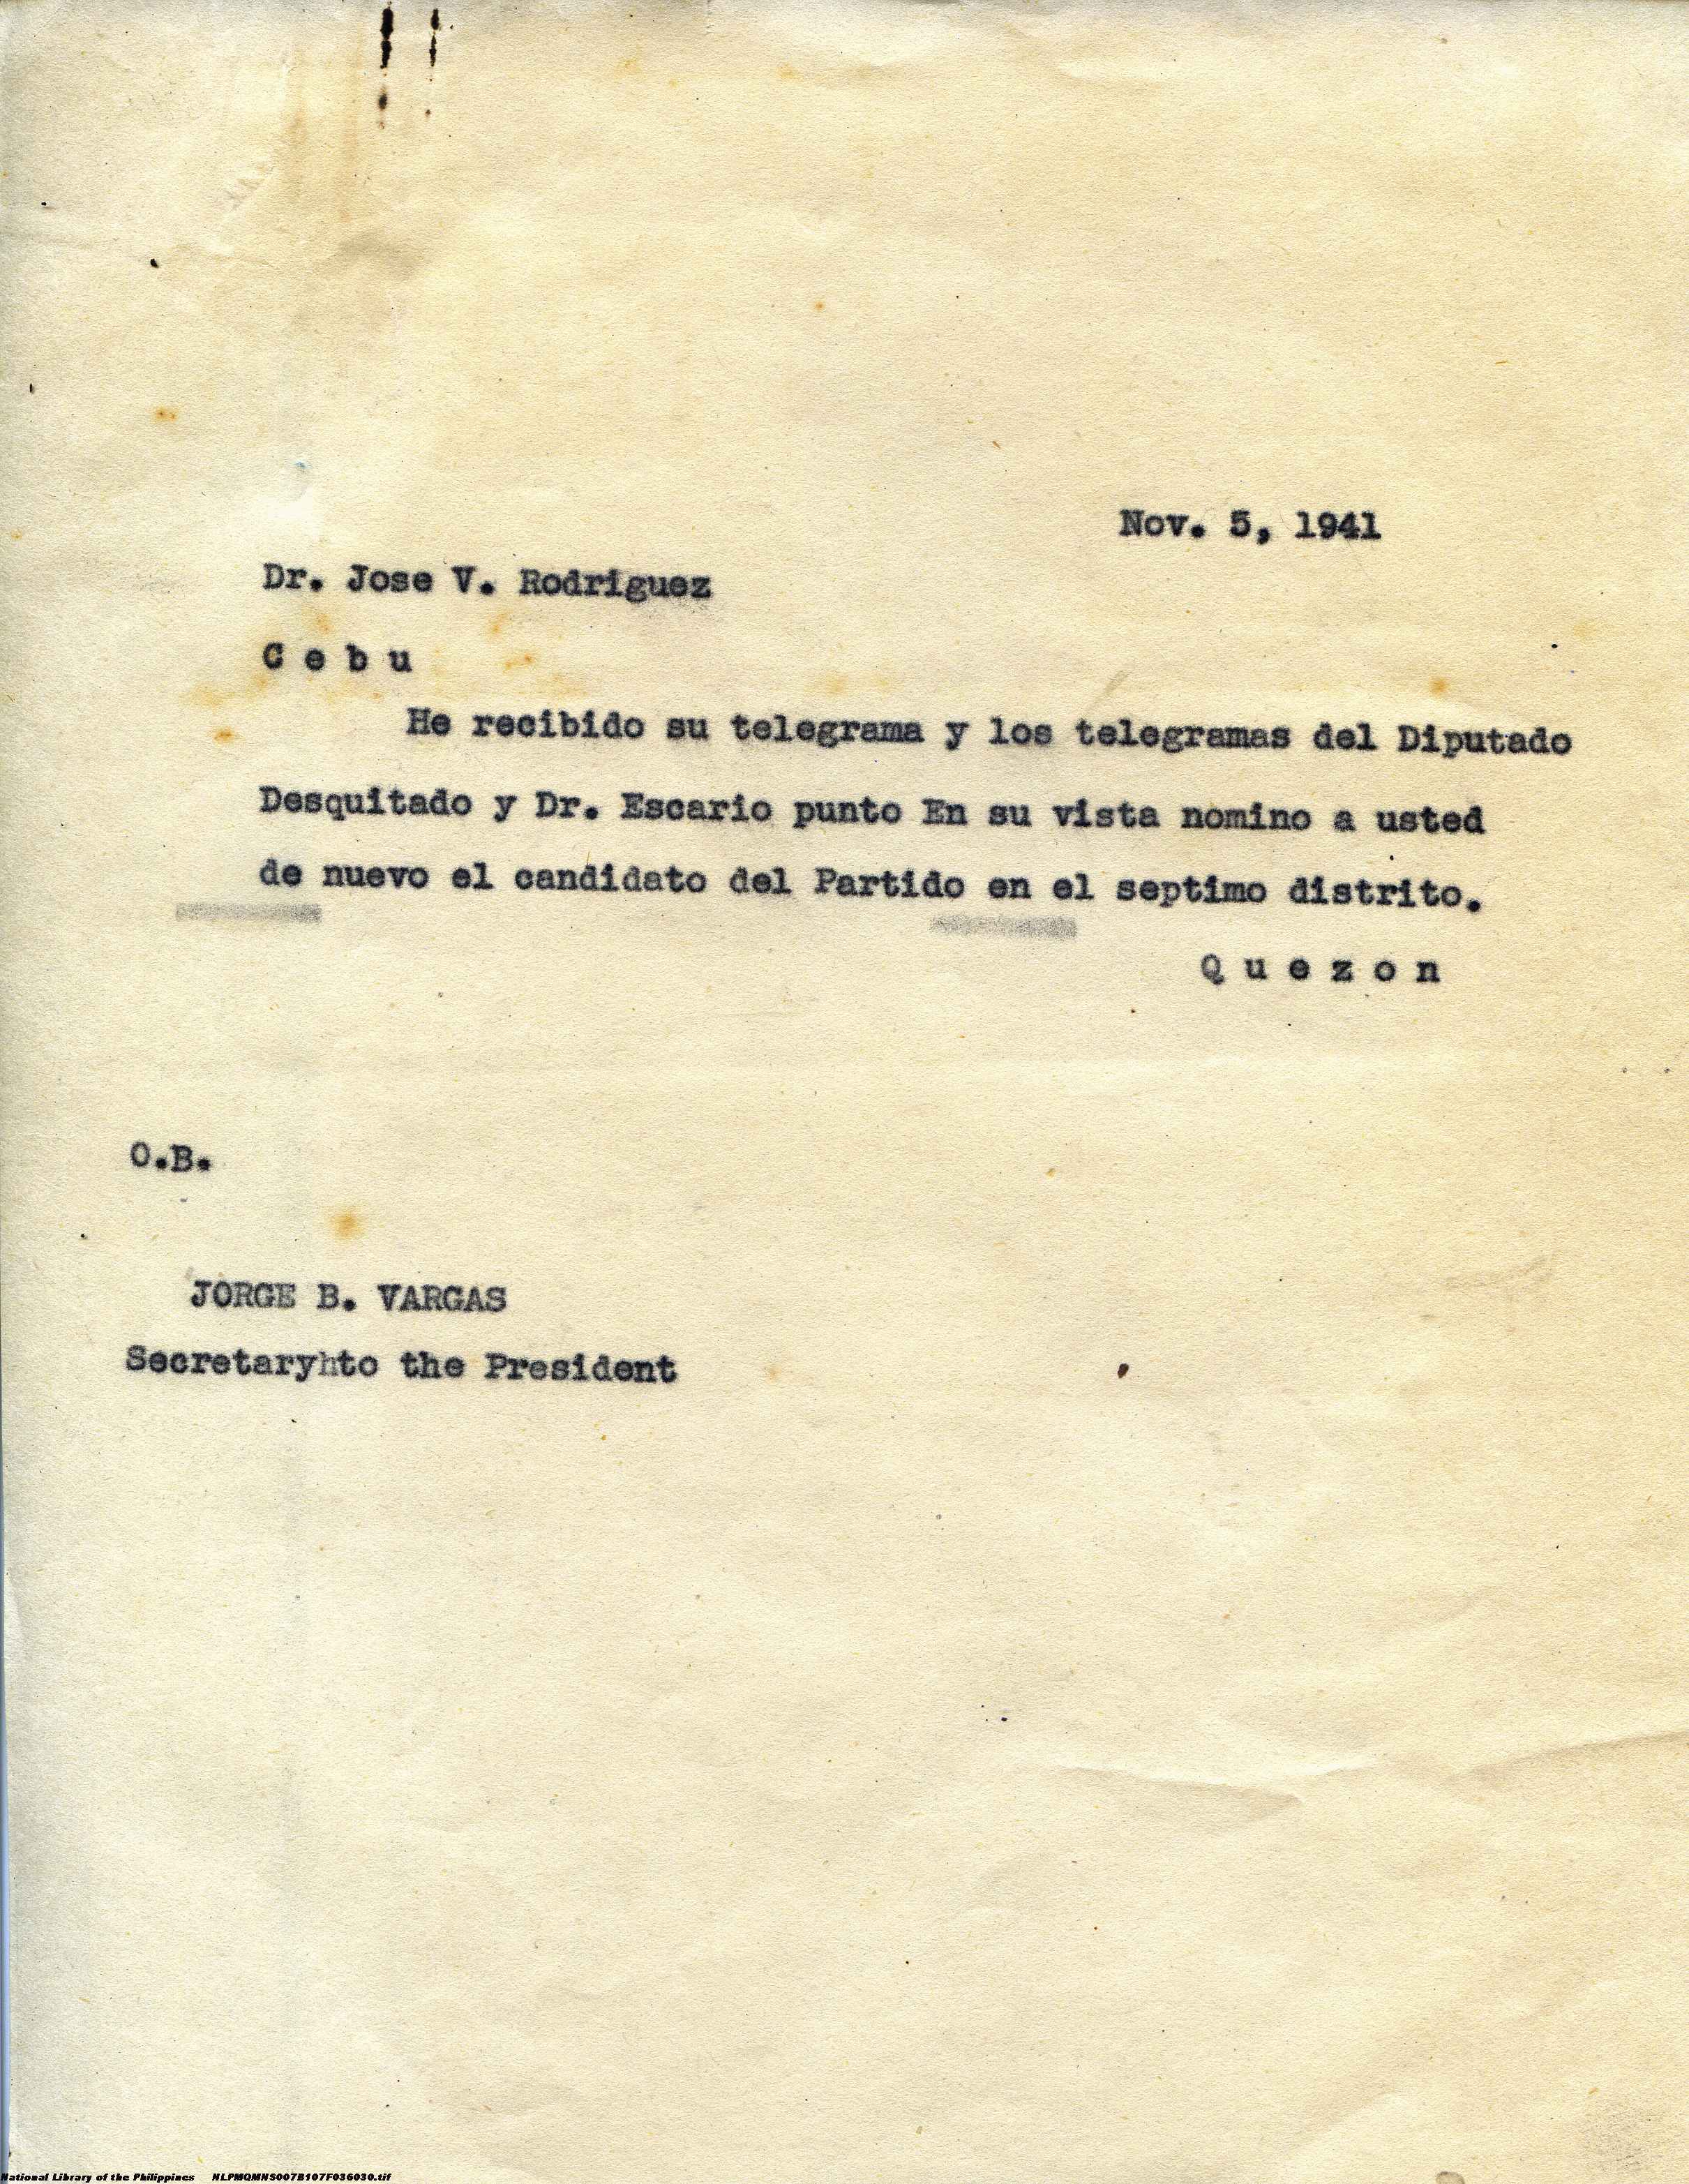 Nov. 5, 1941
Dr. Jose V. Rodriguez
C e b u
He recibido su telegrama y los telegramas del Diputado
Desquitado y Dr. Escario punto En su vista nomino a usted
de nuevo el candidato del Partido en el septimo distrito.
Q u e z o n
O.B.
JORGE B. VARGAS
Secretaryhto the President
National Library of the Philippines NLPMQMNS007B107F036030.tif